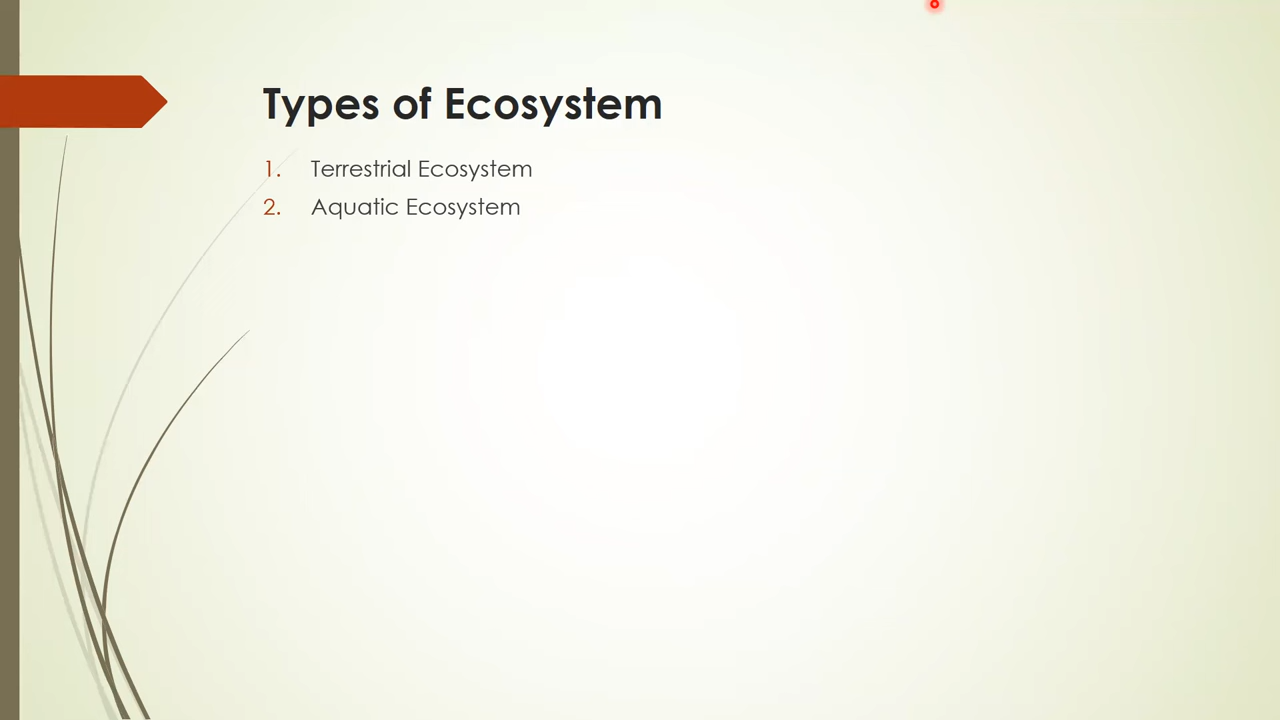 Types of Ecosystem
1. Terrestrial Ecosystem
2. Aquatic Ecosystem